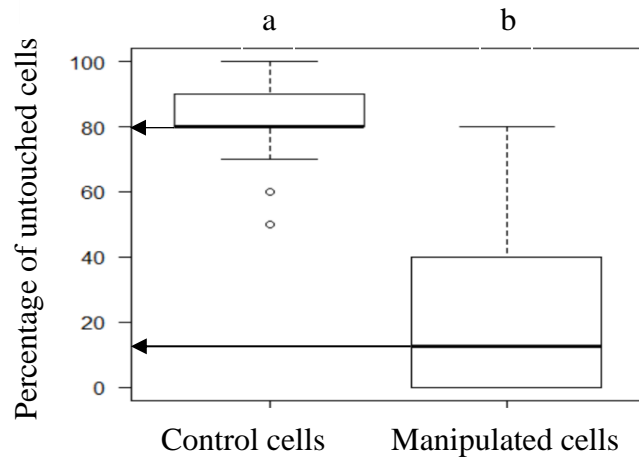 a b
Percentage of untouched cells
100
80
60
40
20
0
Control cells Manipulated cells